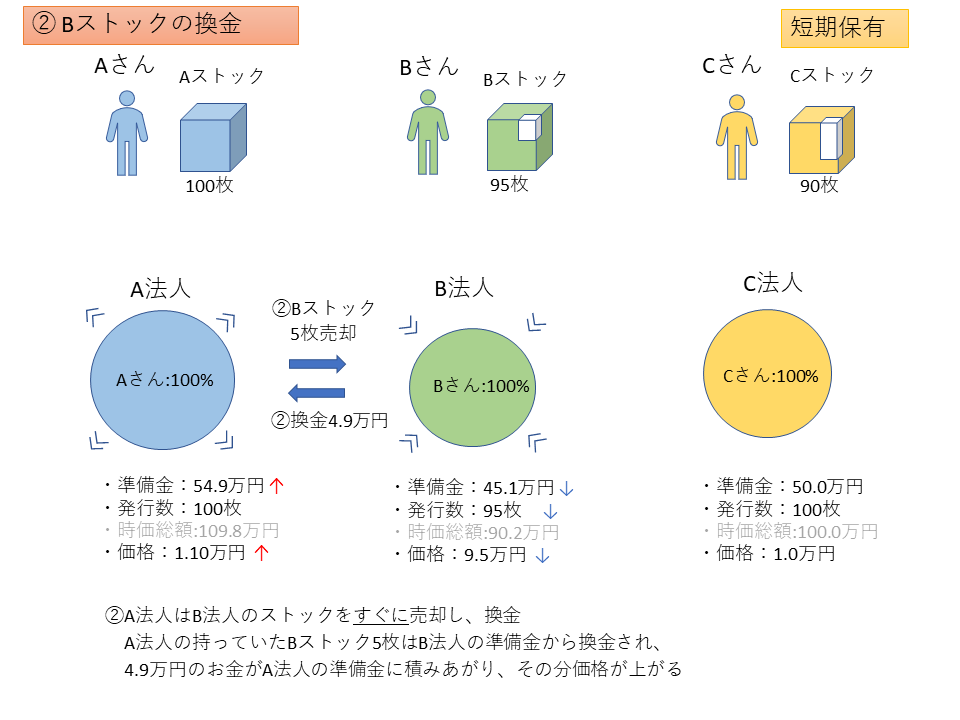 ② Bストックの換金
短期保有
Aさん
Aストック
100枚
Bさん
Bストック
95枚
Cさん
Cストック
90枚
A法人
Aさん:100%
②Bストック
5枚売却
②換金4.9万円
B法人
Bさん:100%
C法人
Cさん:100%
・準備金：54.9万円↑
・発行数：100枚
・時価総額:109.8万円
・価格：1.10万円 ↑
・準備金：45.1万円↓
・発行数：95枚 ↓
・時価総額:90.2万円
・価格：9.5万円 ↓
・準備金：50.0万円
・発行数：100枚
・時価総額:100.0万円
・価格：1.0万円
②A法人はB法人のストックをすぐに売却し、換金
A法人の持っていたBストック5枚はB法人の準備金から換金され、
4.9万円のお金がA法人の準備金に積みあがり、その分価格が上がる